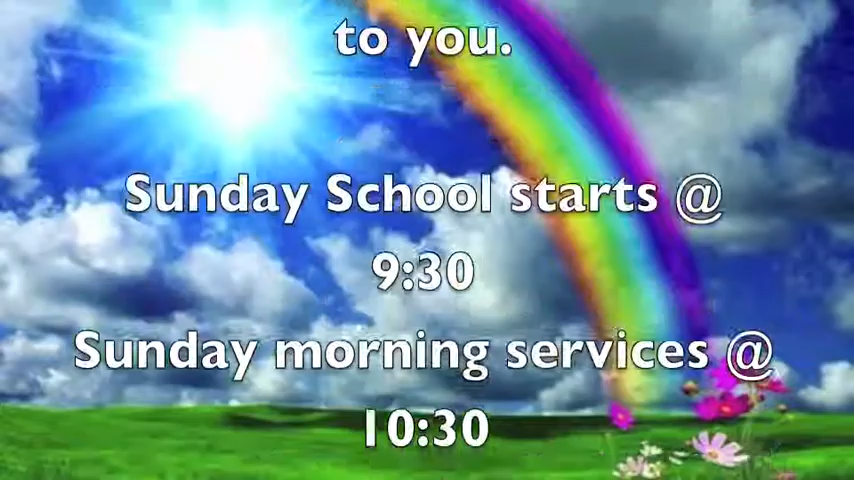 to you.
Sunday School starts @
9:30
Sunday morning services @
10:30